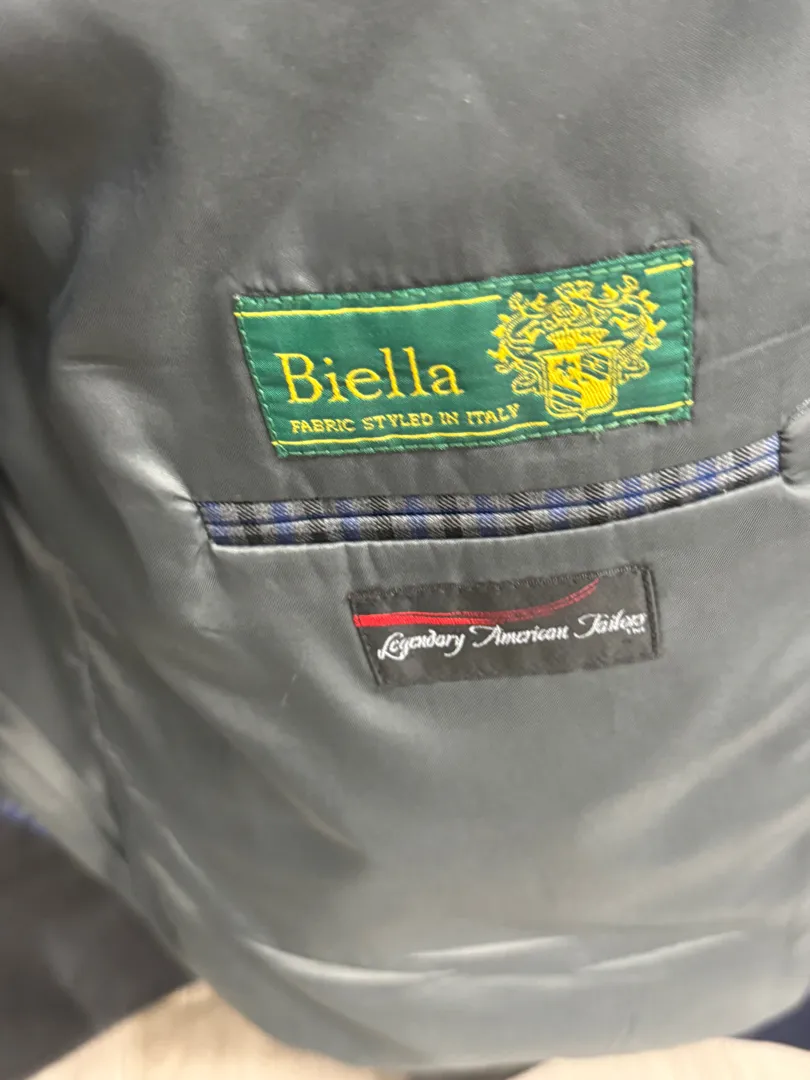 Biella
FABRIC STYLED IN ITALY
Legendary American Tailors